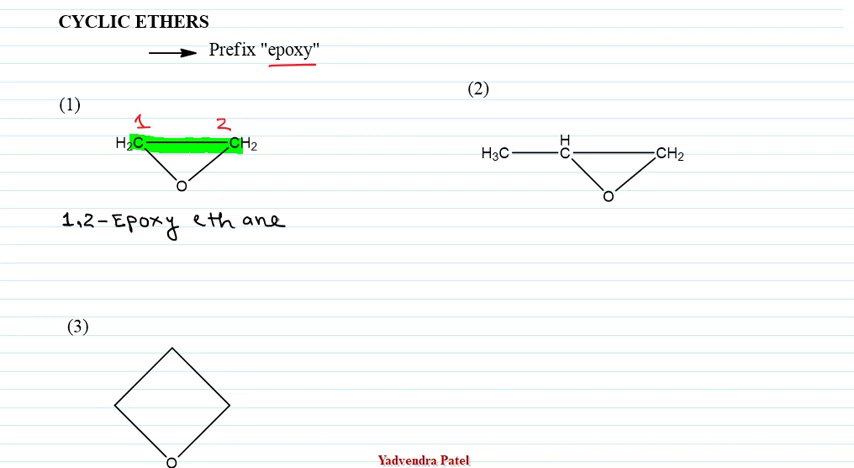 CYCLIC ETHERS
Prefix "epoxy"
(1)
1 2
H₂C CH₂
O
1,2-Epoxy ethane
(2)
H
H₃C C CH₂
O
(3)
O
Yadvendra Patel